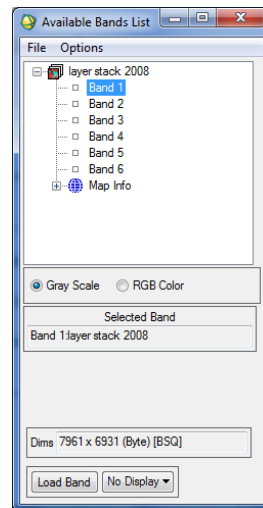 Available Bands List
File Options
layer stack 2008
Band 1
Band 2
Band 3
Band 4
Band 5
Band 6
Map Info
Gray Scale RGB Color
Selected Band
Band 1:layer stack 2008
Dims 7961 x 6931 (Byte) [BSQ]
Load Band No Display